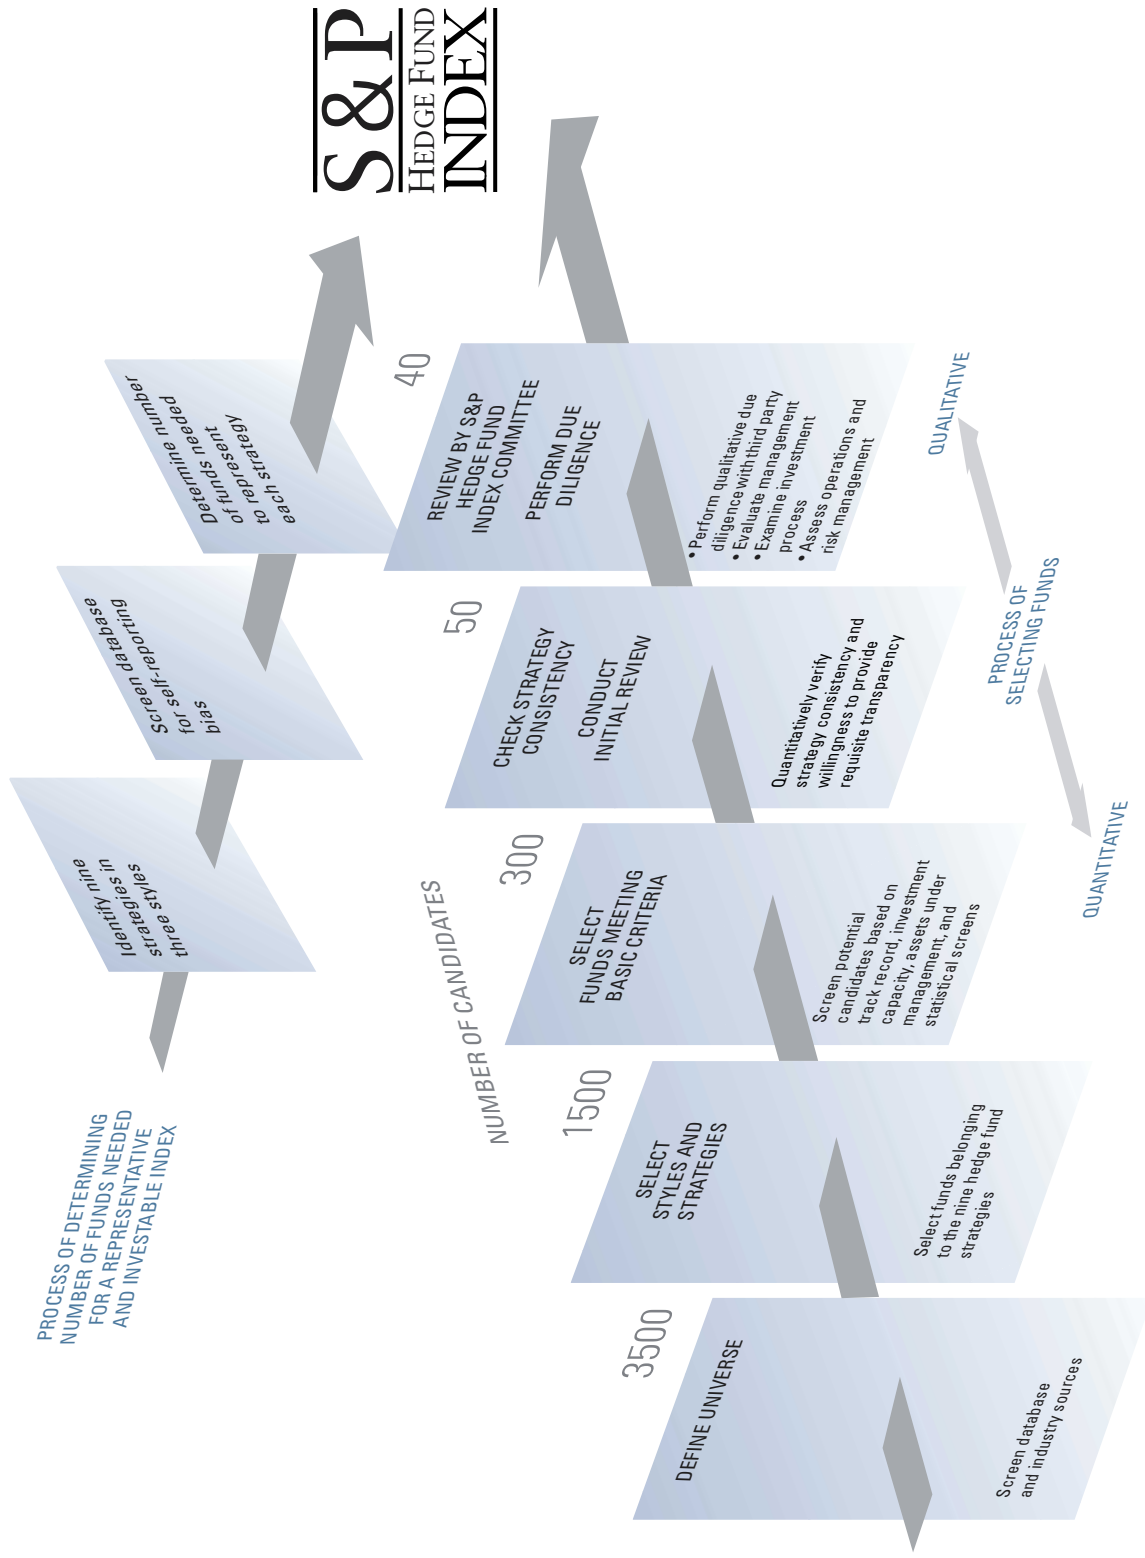 PROCESS OF DETERMINING
NUMBER OF FUNDS NEEDED
FOR A REPRESENTATIVE
AND INVESTABLE INDEX
Identify nine
strategies in
three styles
Screen database
for self-reporting
bias
Determine number
of funds needed
to represent
each strategy
S&P
HEDGE FUND
INDEX
NUMBER OF CANDIDATES
3500
DEFINE UNIVERSE
Screen database
and industry sources
1500
SELECT
STYLES AND
STRATEGIES
Select funds belonging
to the nine hedge fund
strategies
300
SELECT
FUNDS MEETING
BASIC CRITERIA
Screen potential
candidates based on
track record, investment
capacity, assets under
management, and
statistical screens
50
CHECK STRATEGY
CONSISTENCY
CONDUCT
INITIAL REVIEW
Quantitatively verify
strategy consistency and
willingness to provide
requisite transparency
40
REVIEW BY S&P
HEDGE FUND
INDEX COMMITTEE
PERFORM DUE
DILIGENCE
• Perform qualitative due
diligence with third party
• Evaluate management
• Examine investment
process
• Assess operations and
risk management
QUANTITATIVE
PROCESS OF
SELECTING FUNDS
QUALITATIVE